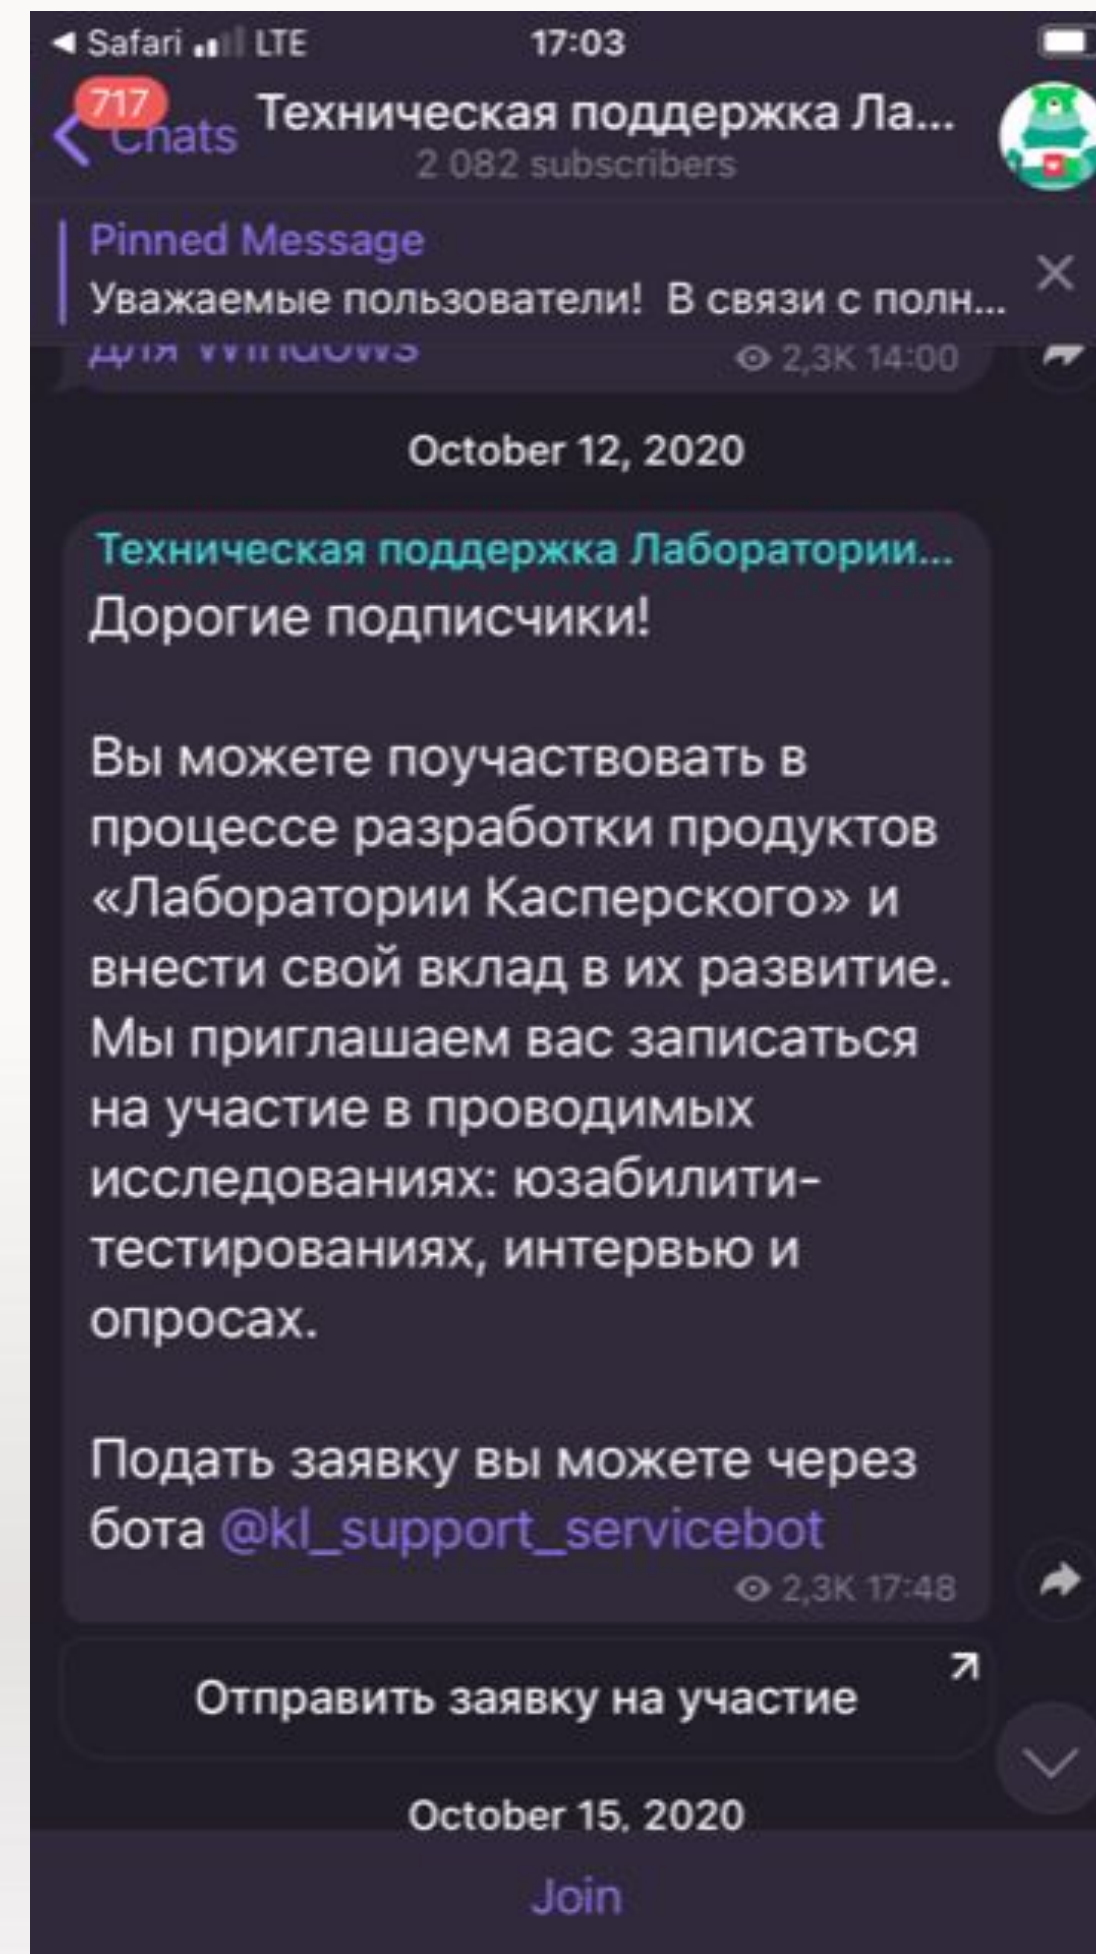 Safari LTE 17:03
717
Chats
Техническая поддержка Ла...
2 082 subscribers
Pinned Message
Уважаемые пользователи! В связи с полн...
для Windows 2,3K 14:00
October 12, 2020
Техническая поддержка Лаборатории...
Дорогие подписчики!
Вы можете поучаствовать в
процессе разработки продуктов
«Лаборатории Касперского» и
внести свой вклад в их развитие.
Мы приглашаем вас записаться
на участие в проводимых
исследованиях: юзабилити-
тестированиях, интервью и
опросах.
Подать заявку вы можете через
бота @kl_support_servicebot
2,3K 17:48
Отправить заявку на участие
October 15, 2020
Join